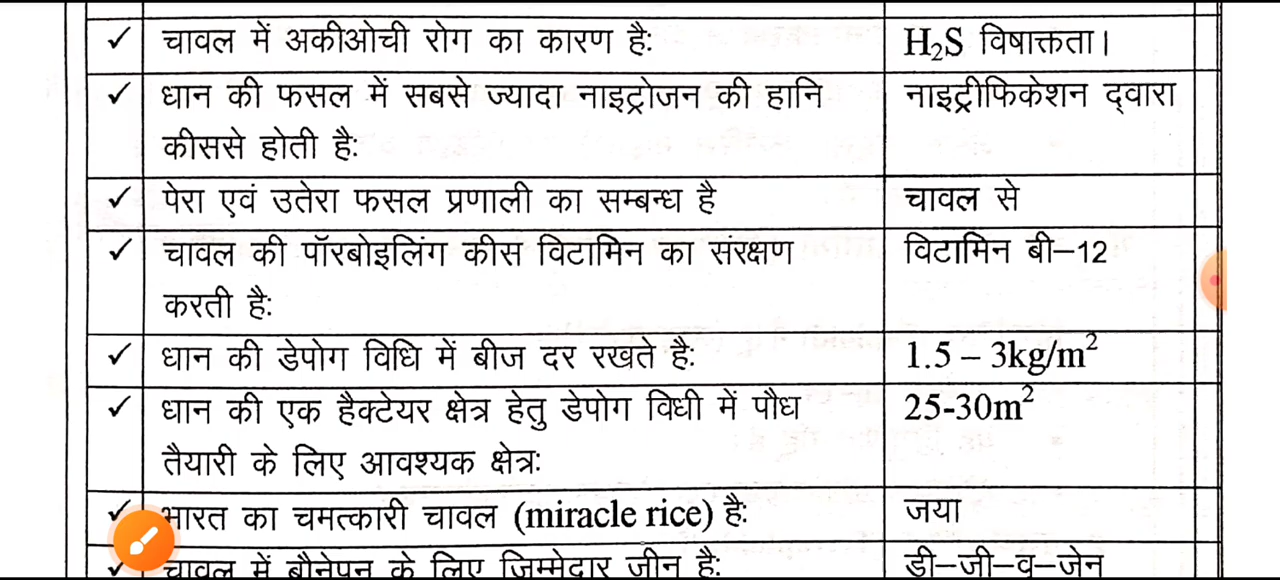 ✓ चावल में अकीओची रोग का कारण है: H₂S विषाक्तता।
✓ धान की फसल में सबसे ज्यादा नाइट्रोजन की हानि नाइट्रीफिकेशन द्वारा
कीससे होती है:
✓ पेरा एवं उतेरा फसल प्रणाली का सम्बन्ध है चावल से
✓ चावल की पॉरबोइलिंग कीस विटामिन का संरक्षण विटामिन बी–12
करती है:
✓ धान की डेपोग विधि में बीज दर रखते है: 1.5 – 3kg/m²
✓ धान की एक हैक्टेयर क्षेत्र हेतु डेपोग विधी में पौध 25-30m²
तैयारी के लिए आवश्यक क्षेत्र:
✓ भारत का चमत्कारी चावल (miracle rice) है: जया
चावल में बौनेपन के लिए जिम्मेदार जीन है: डी–जी–व–जेन